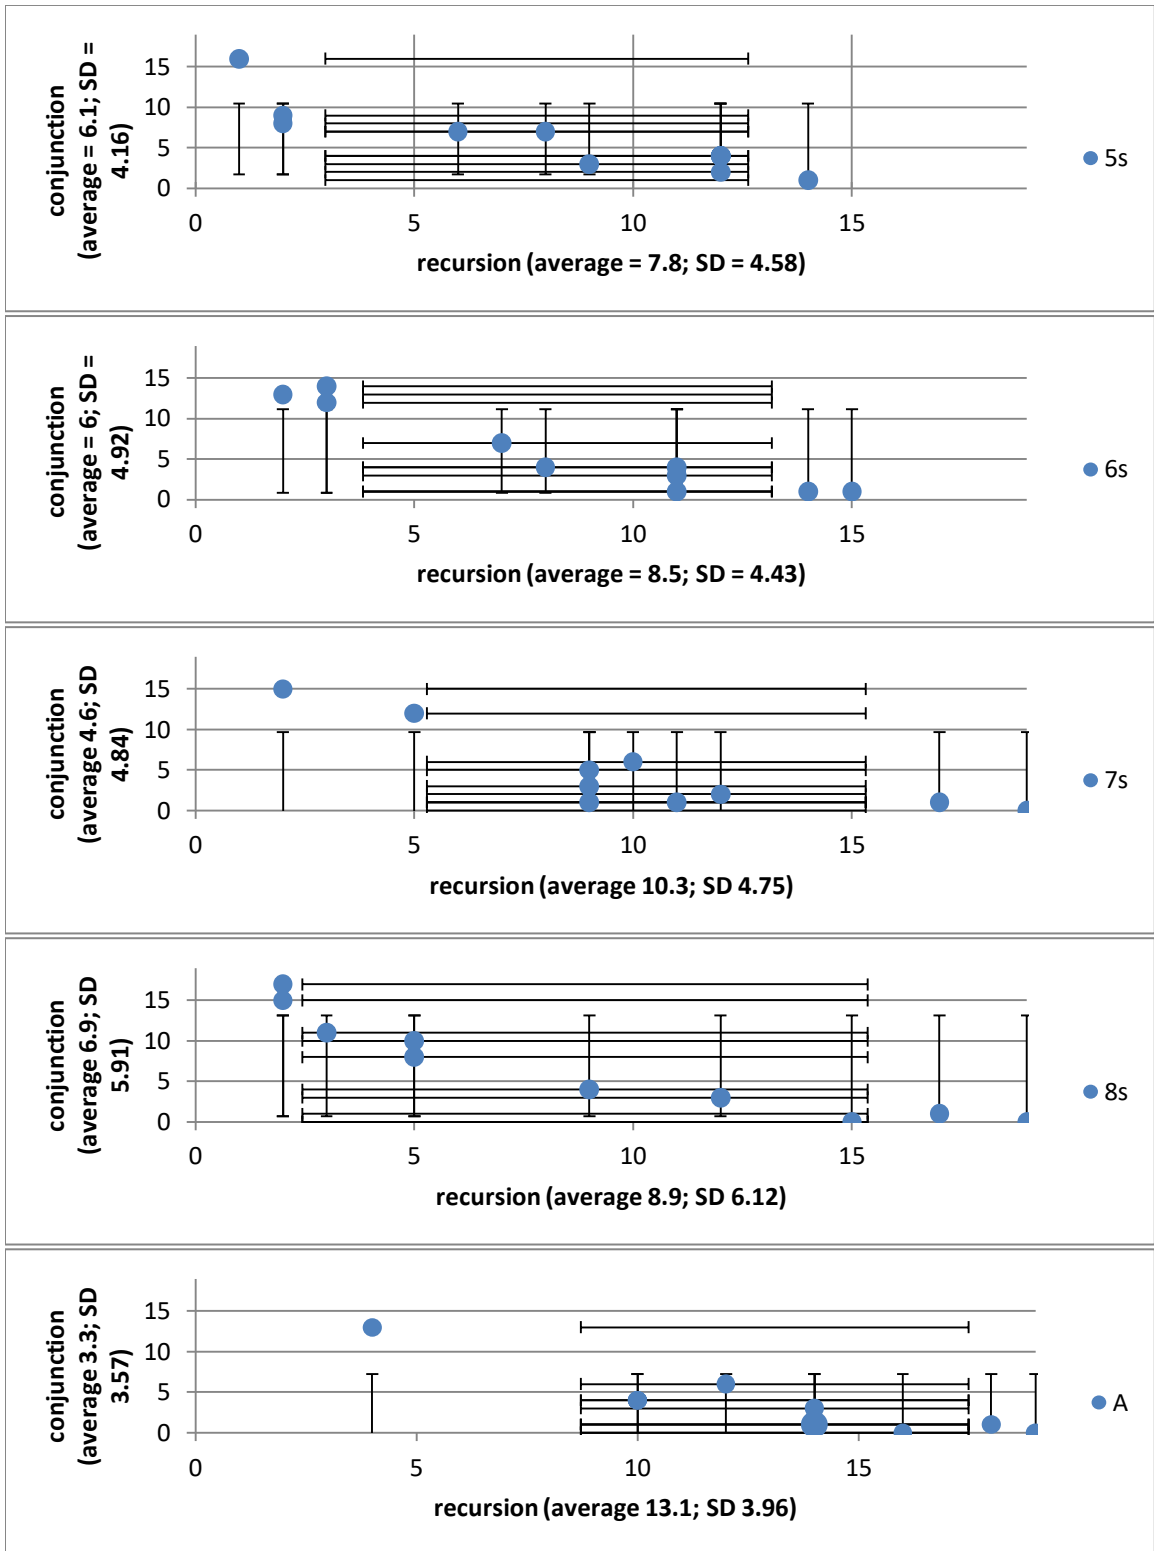 conjunction
(average = 6.1; SD =
4.16)
15
10
5
0
0 5 10 15
recursion (average = 7.8; SD = 4.58)
5s
conjunction
(average = 6; SD =
4.92)
15
10
5
0
0 5 10 15
recursion (average = 8.5; SD = 4.43)
6s
conjunction
(average 4.6; SD
4.84)
15
10
5
0
0 5 10 15
recursion (average 10.3; SD 4.75)
7s
conjunction
(average 6.9; SD
5.91)
15
10
5
0
0 5 10 15
recursion (average 8.9; SD 6.12)
8s
conjunction
(average 3.3; SD
3.57)
15
10
5
0
0 5 10 15
recursion (average 13.1; SD 3.96)
A